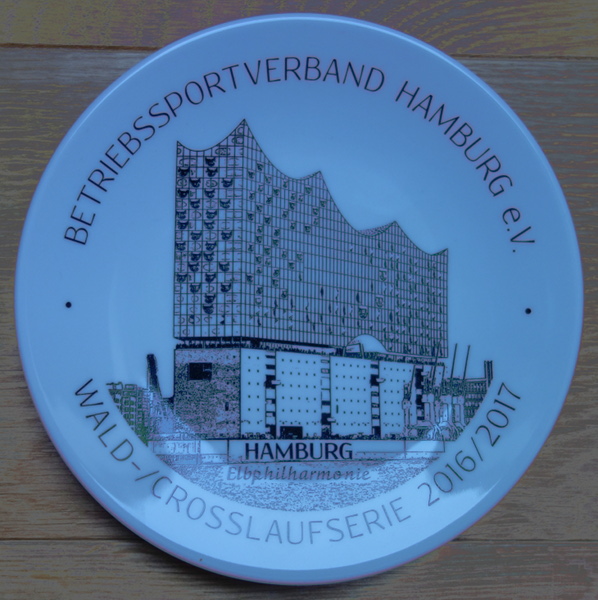 BETRIEBSSPORTVERBAND HAMBURG e.V.
HAMBURG
Elbphilharmonie
WALD-/CROSSLAUFSERIE 2016/2017